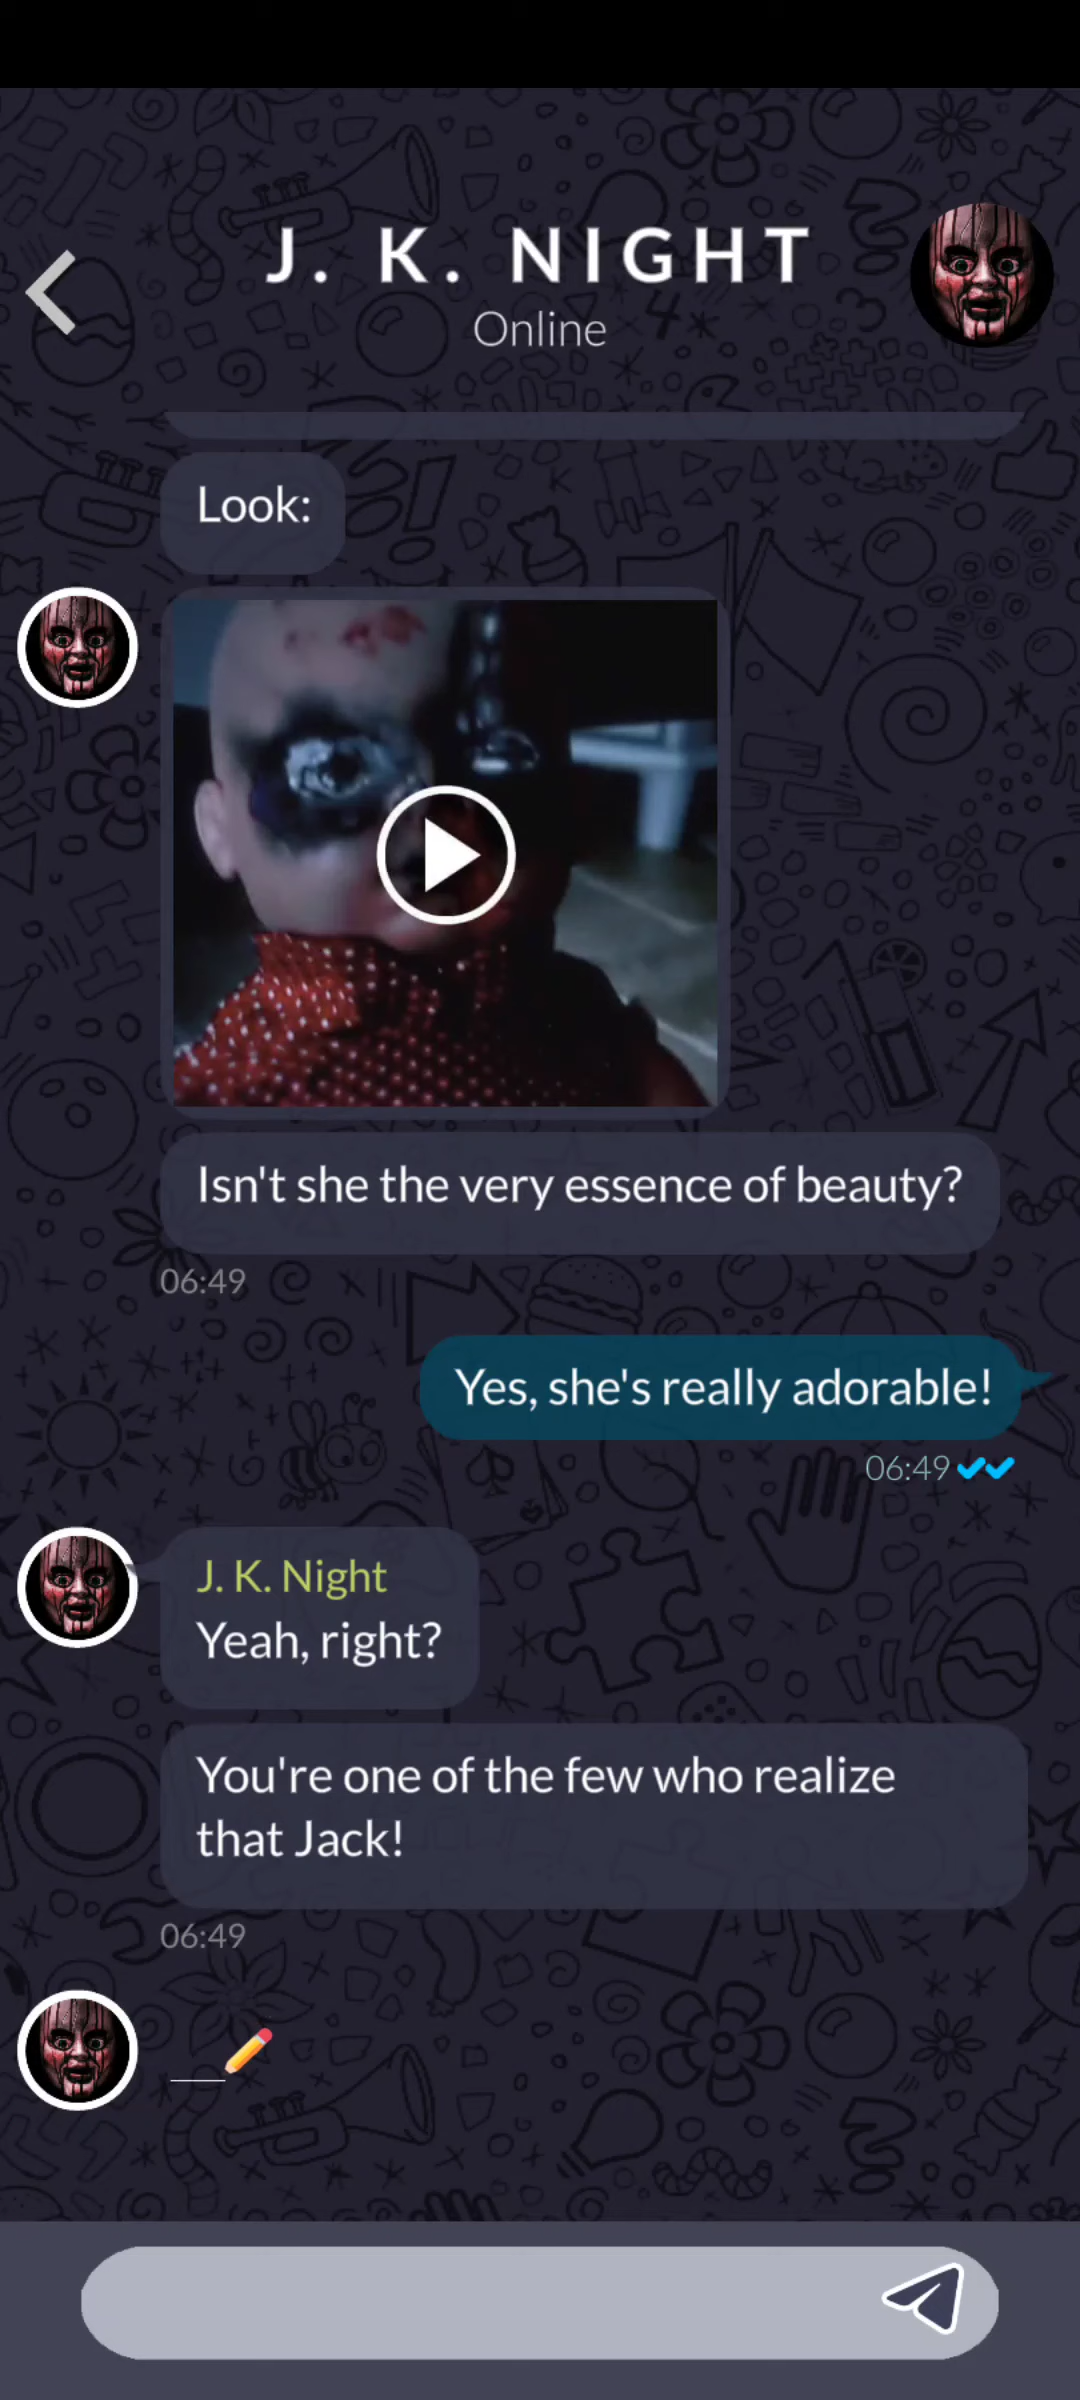 J. K. NIGHT
Online
Look:
Isn't she the very essence of beauty?
06:49
Yes, she's really adorable!
06:49
J. K. Night
Yeah, right?
You're one of the few who realize
that Jack!
06:49